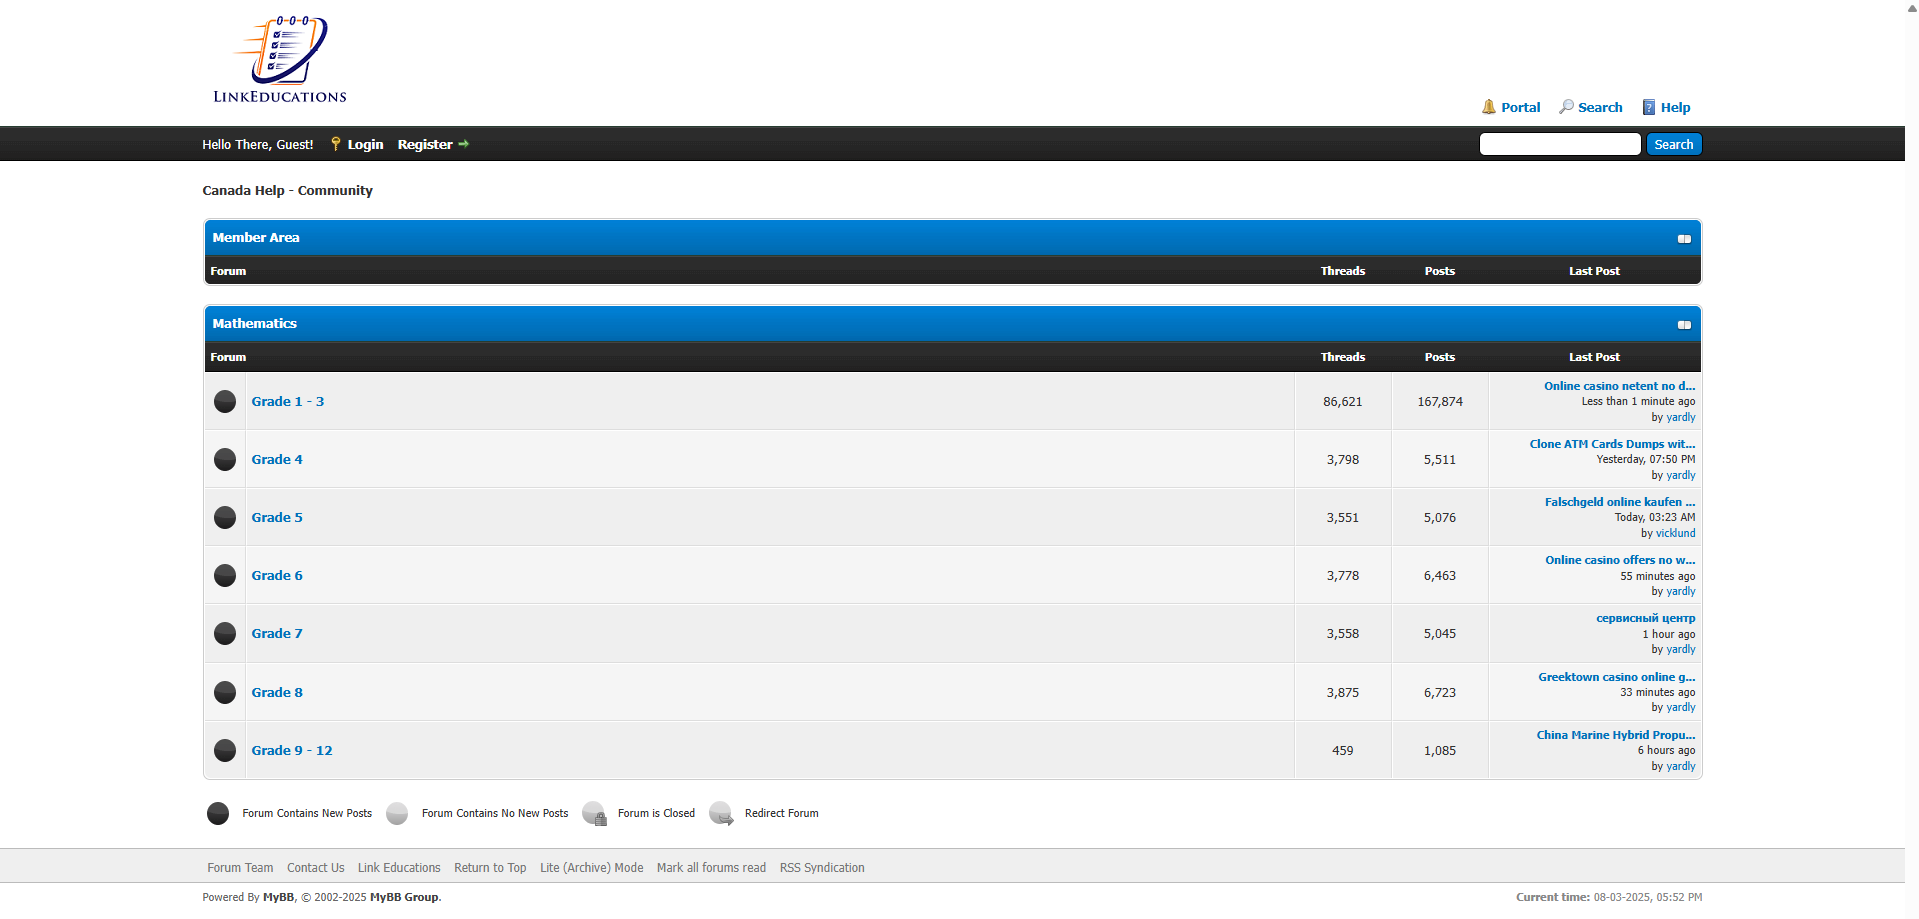 LINKEDUCATIONS
Portal Search Help
Hello There, Guest! Login Register Search
Canada Help - Community
Member Area
Forum Threads Posts Last Post
Mathematics
Forum Threads Posts Last Post
Grade 1 - 3 86,621 167,874 Online casino netent no d...
Less than 1 minute ago
by yardly
Grade 4 3,798 5,511 Clone ATM Cards Dumps wit...
Yesterday, 07:50 PM
by yardly
Grade 5 3,551 5,076 Falschgeld online kaufen ...
Today, 03:23 AM
by vicklund
Grade 6 3,778 6,463 Online casino offers no w...
55 minutes ago
by yardly
Grade 7 3,558 5,045 сервисный центр
1 hour ago
by yardly
Grade 8 3,875 6,723 Greektown casino online g...
33 minutes ago
by yardly
Grade 9 - 12 459 1,085 China Marine Hybrid Propu...
6 hours ago
by yardly
Forum Contains New Posts Forum Contains No New Posts Forum is Closed Redirect Forum
Forum Team Contact Us Link Educations Return to Top Lite (Archive) Mode Mark all forums read RSS Syndication
Powered By MyBB, © 2002-2025 MyBB Group. Current time: 08-03-2025, 05:52 PM